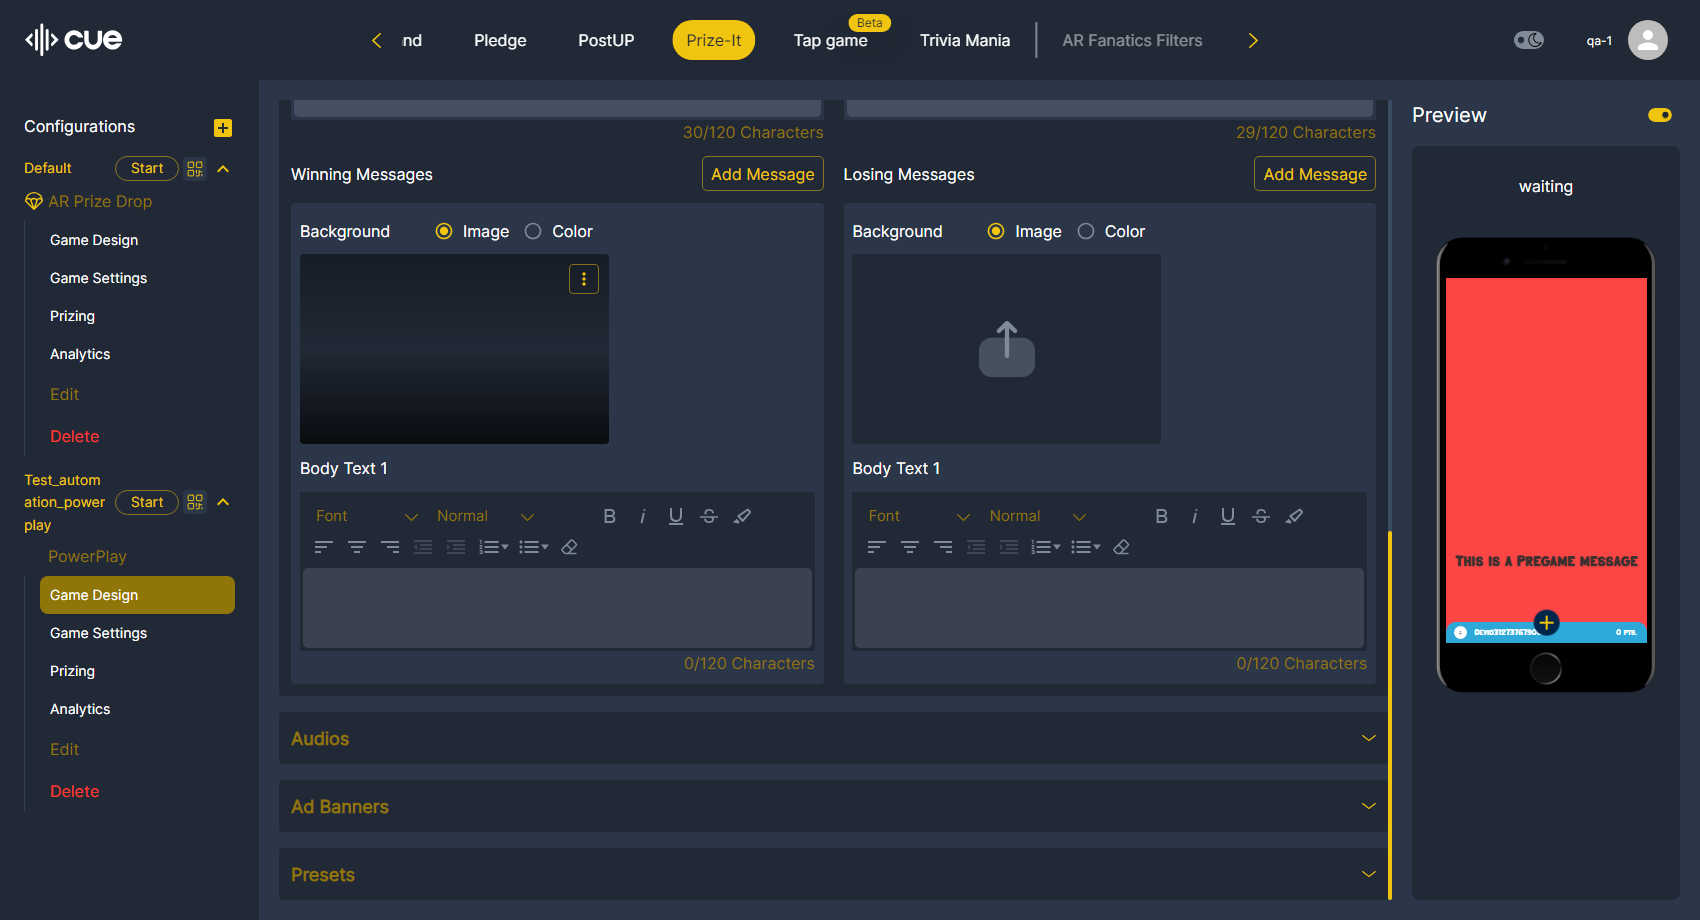 cue
nd
Pledge
PostUP
Prize-It
Beta
Tap game
Trivia Mania
AR Fanatics Filters
qa-1
Configurations
Default
Start
AR Prize Drop
Game Design
Game Settings
Prizing
Analytics
Edit
Delete
Test_autom
ation_power
play
Start
PowerPlay
Game Design
Game Settings
Prizing
Analytics
Edit
Delete
30/120 Characters
29/120 Characters
Winning Messages
Add Message
Losing Messages
Add Message
Background
Image
Color
Background
Image
Color
Body Text 1
Body Text 1
Font
Normal
B i U S
Font
Normal
B i U S
0/120 Characters
0/120 Characters
Audios
Ad Banners
Presets
Preview
waiting
This is a Pregame message
0 pts.